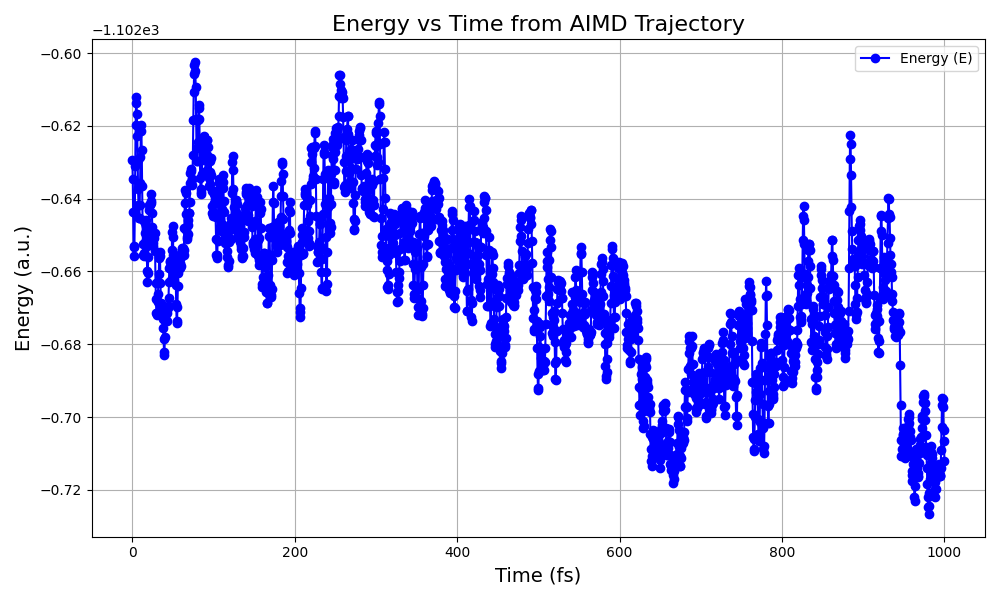 Energy vs Time from AIMD Trajectory
−1.102e3
Energy (E)
−0.60
−0.62
−0.64
−0.66
−0.68
−0.70
−0.72
Energy (a.u.)
0 200 400 600 800 1000
Time (fs)